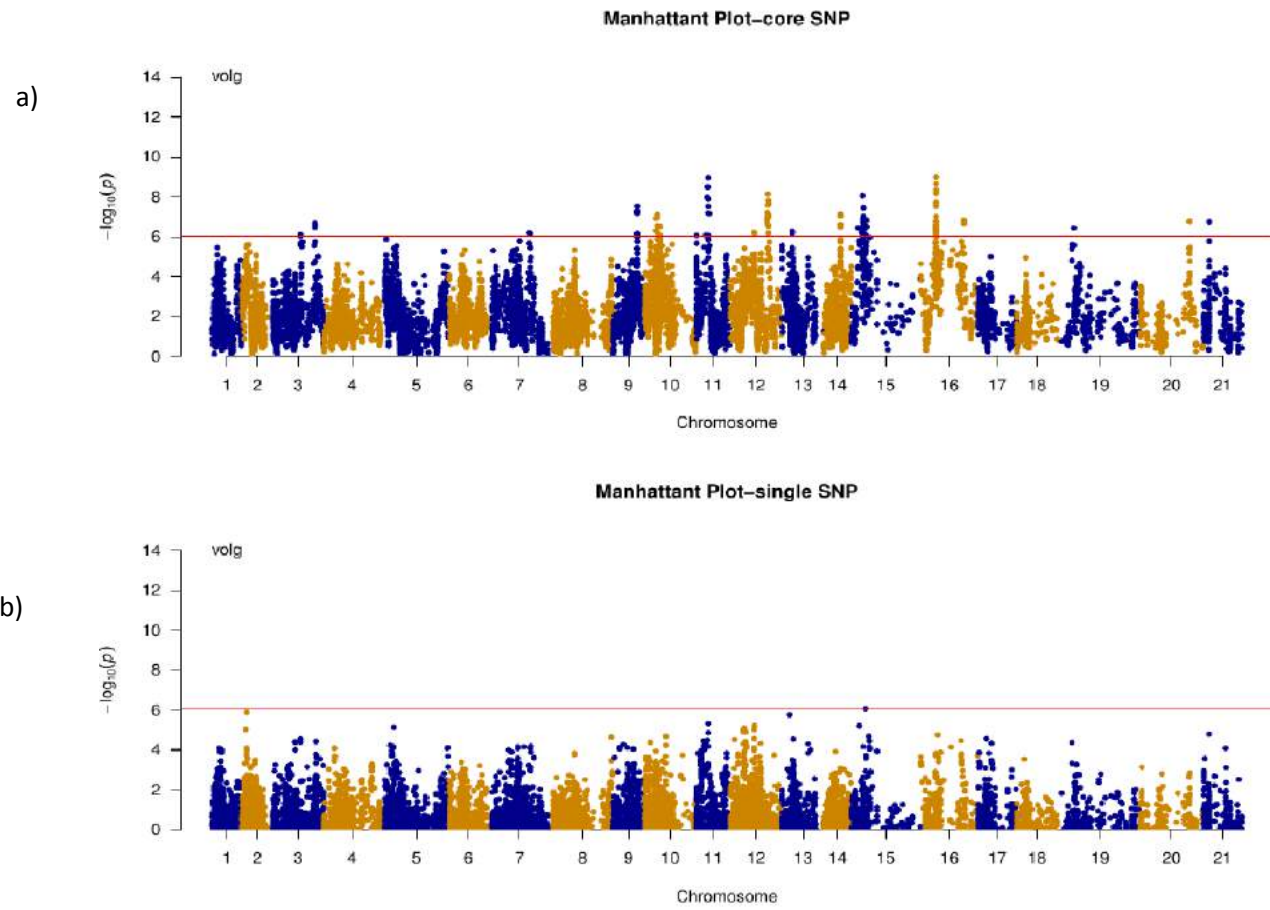 Manhattant Plot–core SNP
a)
volg
14
12
10
8
6
4
2
0
−log10(p)
1 2 3 4 5 6 7 8 9 10 11 12 13 14 15 16 17 18 19 20 21
Chromosome
Manhattant Plot–single SNP
b)
volg
14
12
10
8
6
4
2
0
−log10(p)
1 2 3 4 5 6 7 8 9 10 11 12 13 14 15 16 17 18 19 20 21
Chromosome